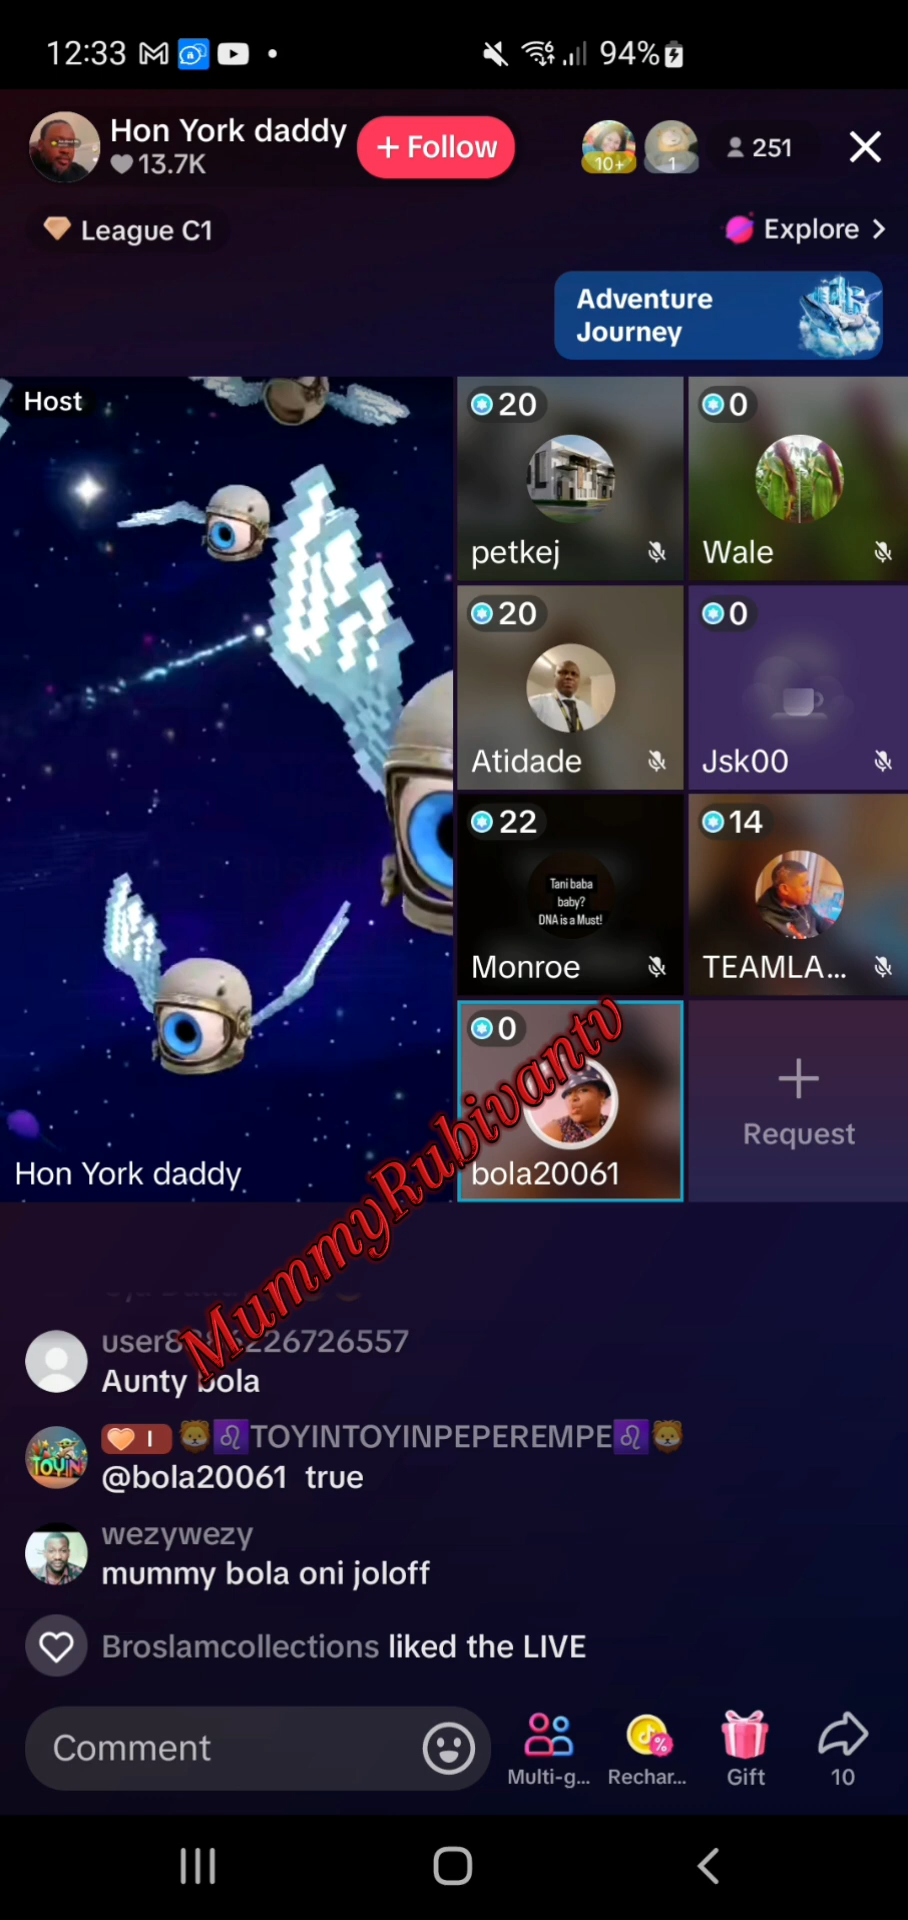 12:33
94%
Hon York daddy
13.7K
+ Follow
10+
1
251
League C1
Explore
Adventure
Journey
Host
20
petkej
0
Wale
20
Atidade
0
Jsk00
22
Tani baba
baby?
DNA is a Must!
Monroe
14
TEAMLA...
0
bola20061
Request
Hon York daddy
MummyRubivantv
Aunty bola
I
TOYINTOYINPEPEREMPE
@bola20061 true
wezywezy
mummy bola oni joloff
Broslamcollections liked the LIVE
Comment
Multi-g...
Rechar...
Gift
10